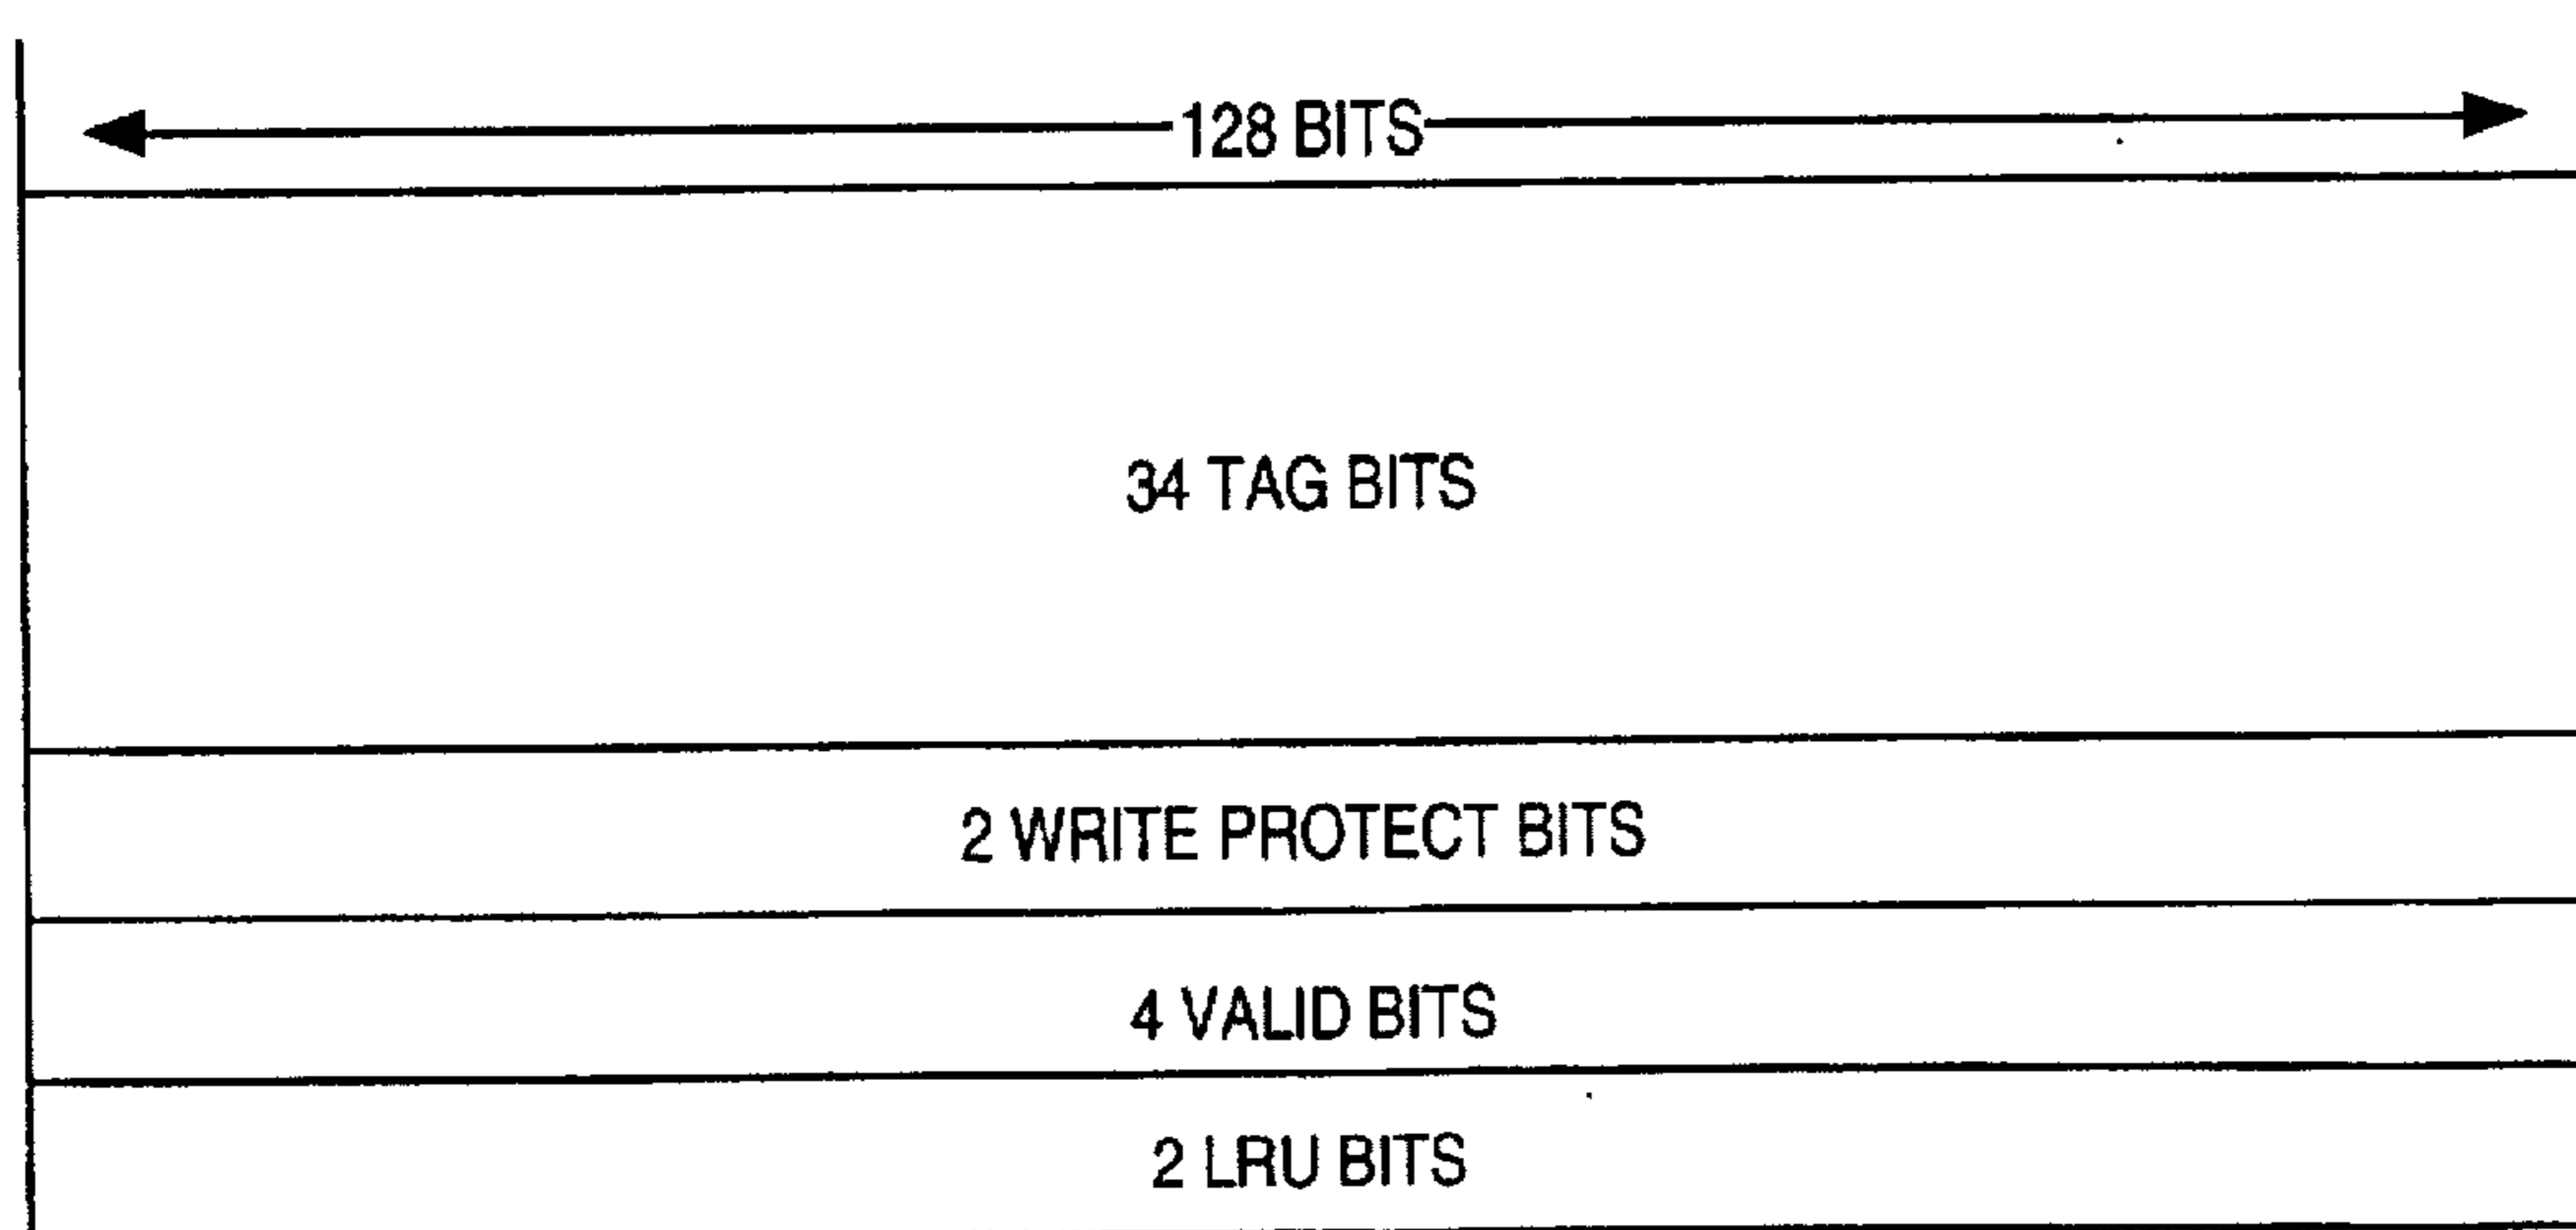 128 BITS
34 TAG BITS
2 WRITE PROTECT BITS
4 VALID BITS
2 LRU BITS